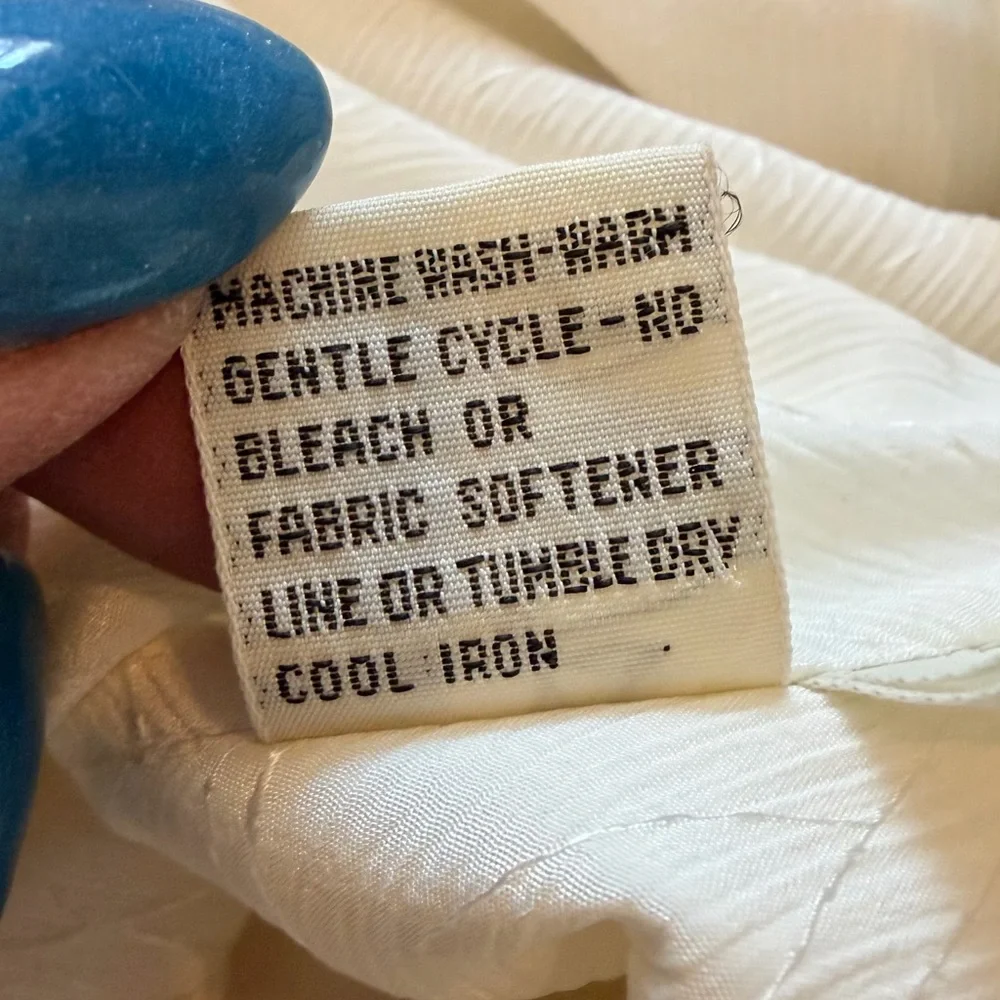 MACHINE WASH-WARM
GENTLE CYCLE-NO
BLEACH OR
FABRIC SOFTENER
LINE OR TUMBLE DRY
COOL IRON